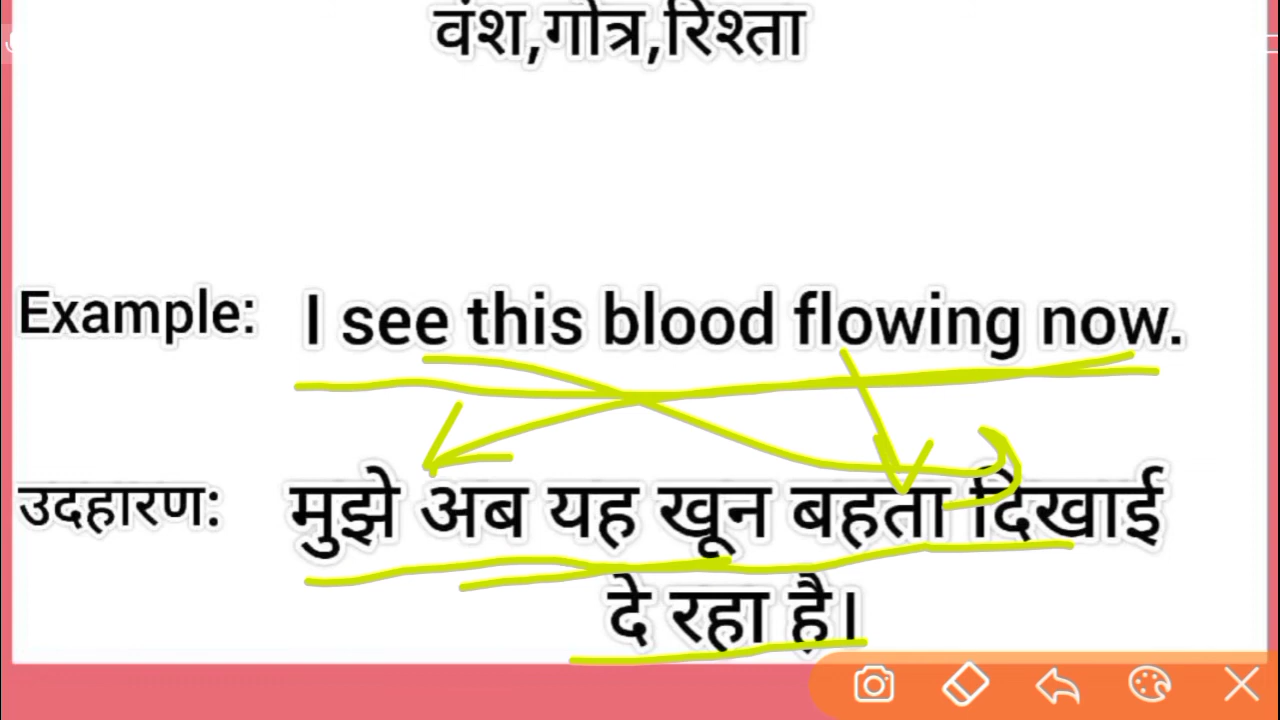 वंश,गोत्र,रिश्ता
Example: I see this blood flowing now.
उदहारण: मुझे अब यह खून बहता दिखाई
दे रहा है।